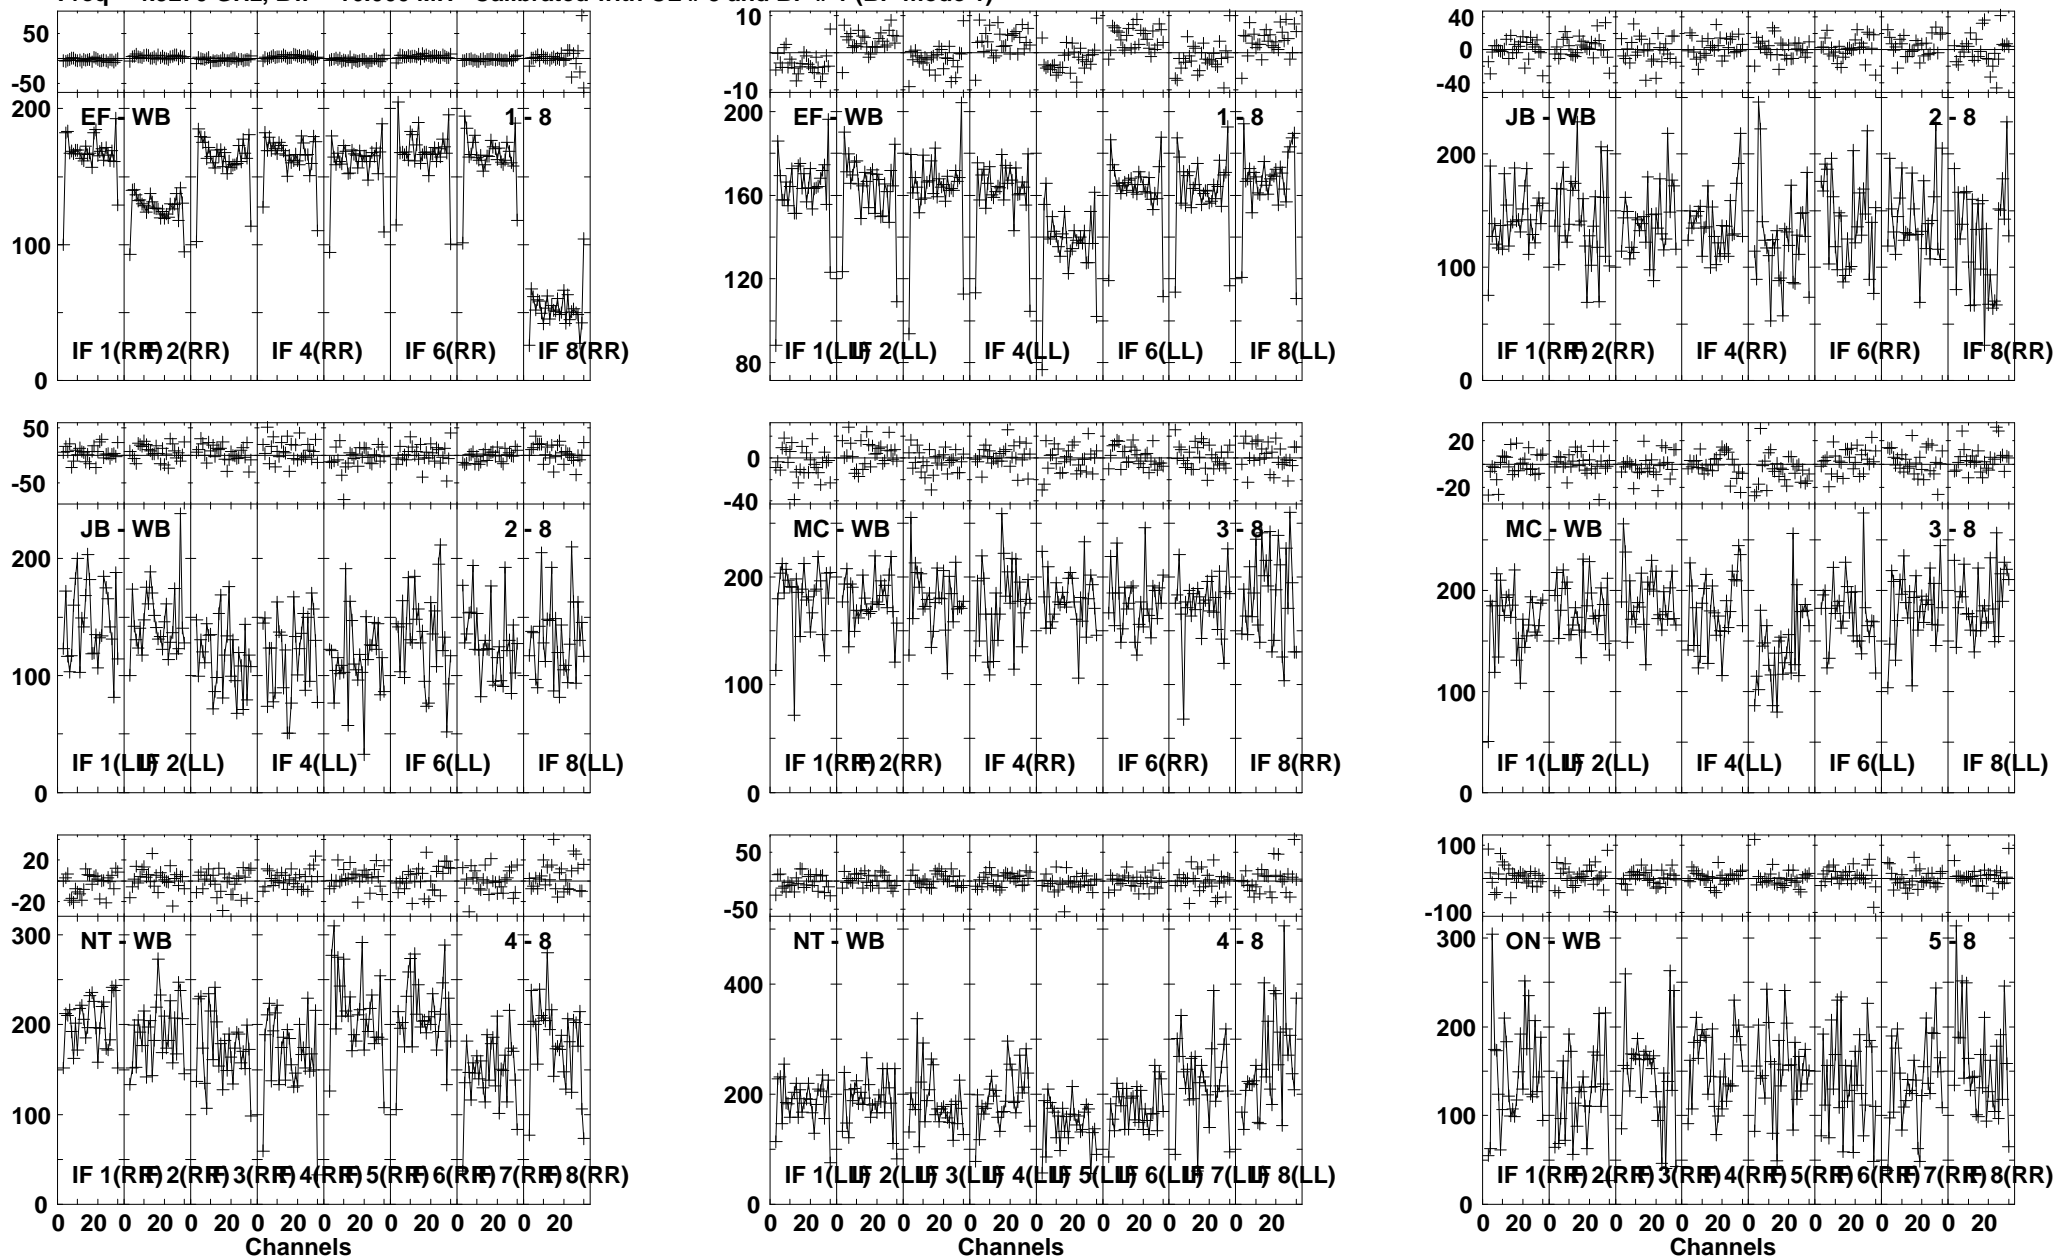 50
-50
200
100
0
EF - WB 1 - 8
IF 1(RR) IF 2(RR) IF 4(RR) IF 6(RR) IF 8(RR)
10
-10
200
160
120
80
EF - WB 1 - 8
IF 1(LL) IF 2(LL) IF 4(LL) IF 6(LL) IF 8(LL)
40
0
-40
200
100
0
JB - WB 2 - 8
IF 1(RR) IF 2(RR) IF 4(RR) IF 6(RR) IF 8(RR)
50
-50
200
100
0
JB - WB 2 - 8
IF 1(LL) IF 2(LL) IF 4(LL) IF 6(LL) IF 8(LL)
0
-40
200
100
0
MC - WB 3 - 8
IF 1(RR) IF 2(RR) IF 4(RR) IF 6(RR) IF 8(RR)
20
-20
200
100
0
MC - WB 3 - 8
IF 1(LL) IF 2(LL) IF 4(LL) IF 6(LL) IF 8(LL)
20
-20
300
200
100
0
NT - WB 4 - 8
IF 1(RR) IF 2(RR) IF 3(RR) IF 4(RR) IF 5(RR) IF 6(RR) IF 7(RR) IF 8(RR)
0 20 0 20 0 20 0 20 0 20 0 20 0 20 0 20
Channels
50
-50
400
200
0
NT - WB 4 - 8
IF 1(LL) IF 2(LL) IF 3(LL) IF 4(LL) IF 5(LL) IF 6(LL) IF 7(LL) IF 8(LL)
0 20 0 20 0 20 0 20 0 20 0 20 0 20 0 20
Channels
100
-100
300
200
100
0
ON - WB 5 - 8
IF 1(RR) IF 2(RR) IF 3(RR) IF 4(RR) IF 5(RR) IF 6(RR) IF 7(RR) IF 8(RR)
0 20 0 20 0 20 0 20 0 20 0 20 0 20 0 20
Channels